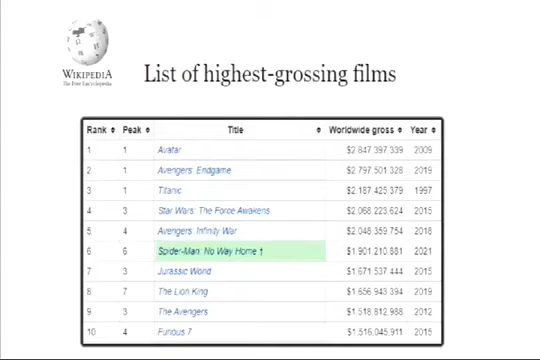 WIKIPEDIA
The Free Encyclopedia
List of highest-grossing films
Rank Peak Title Worldwide gross Year
1 1 Avatar $2 847 397 339 2009
2 1 Avengers: Endgame $2 797 501 328 2019
3 1 Titanic $2 187 425 379 1997
4 3 Star Wars: The Force Awakens $2 068 223 624 2015
5 4 Avengers: Infinity War $2 048 359 754 2018
6 6 Spider-Man: No Way Home † $1 901 210 881 2021
7 3 Jurassic World $1 671 537 444 2015
8 7 The Lion King $1 656 943 394 2019
9 3 The Avengers $1 518 812 988 2012
10 4 Furious 7 $1 516 045 911 2015